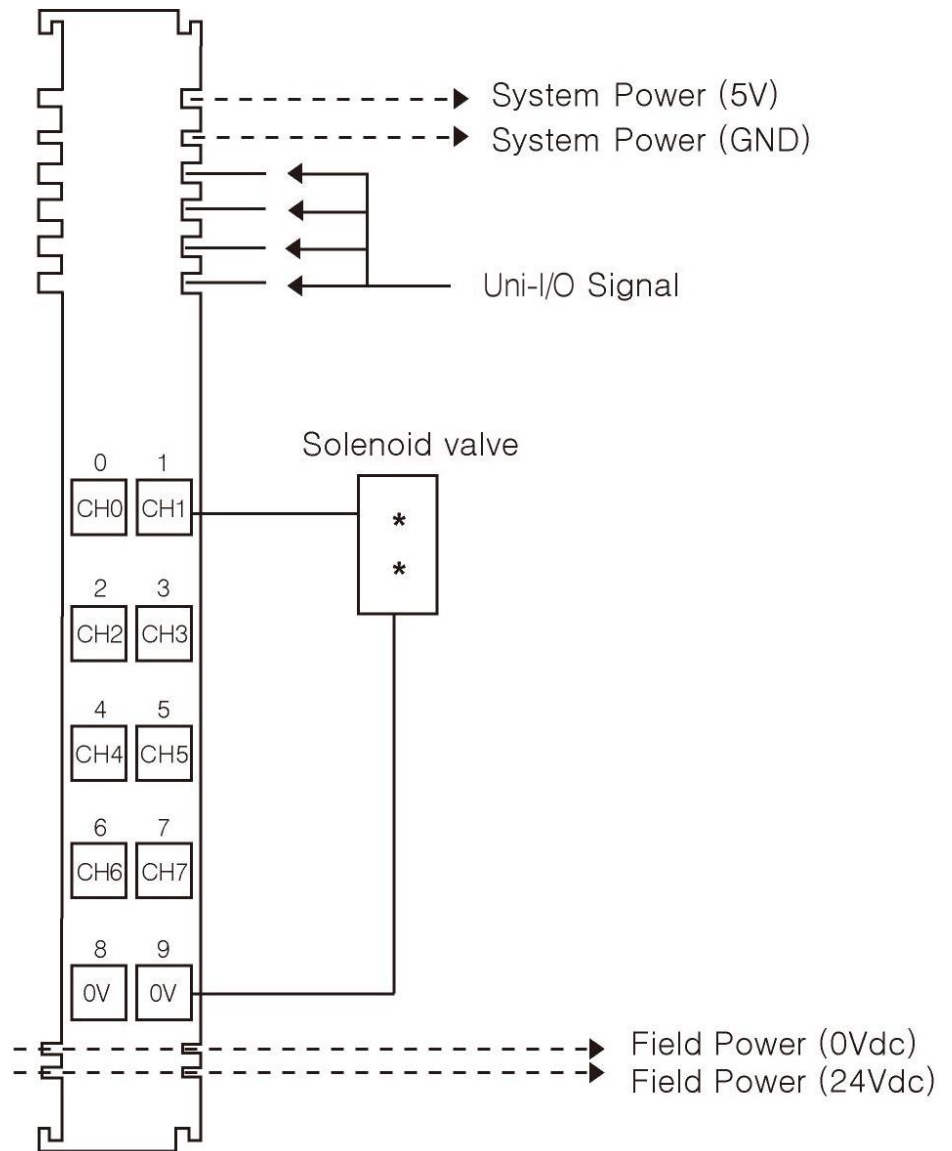 System Power (5V)
System Power (GND)
Uni-I/O Signal
Solenoid valve
0 1
CH0 CH1
*
*
2 3
CH2 CH3
4 5
CH4 CH5
6 7
CH6 CH7
8 9
0V 0V
Field Power (0Vdc)
Field Power (24Vdc)